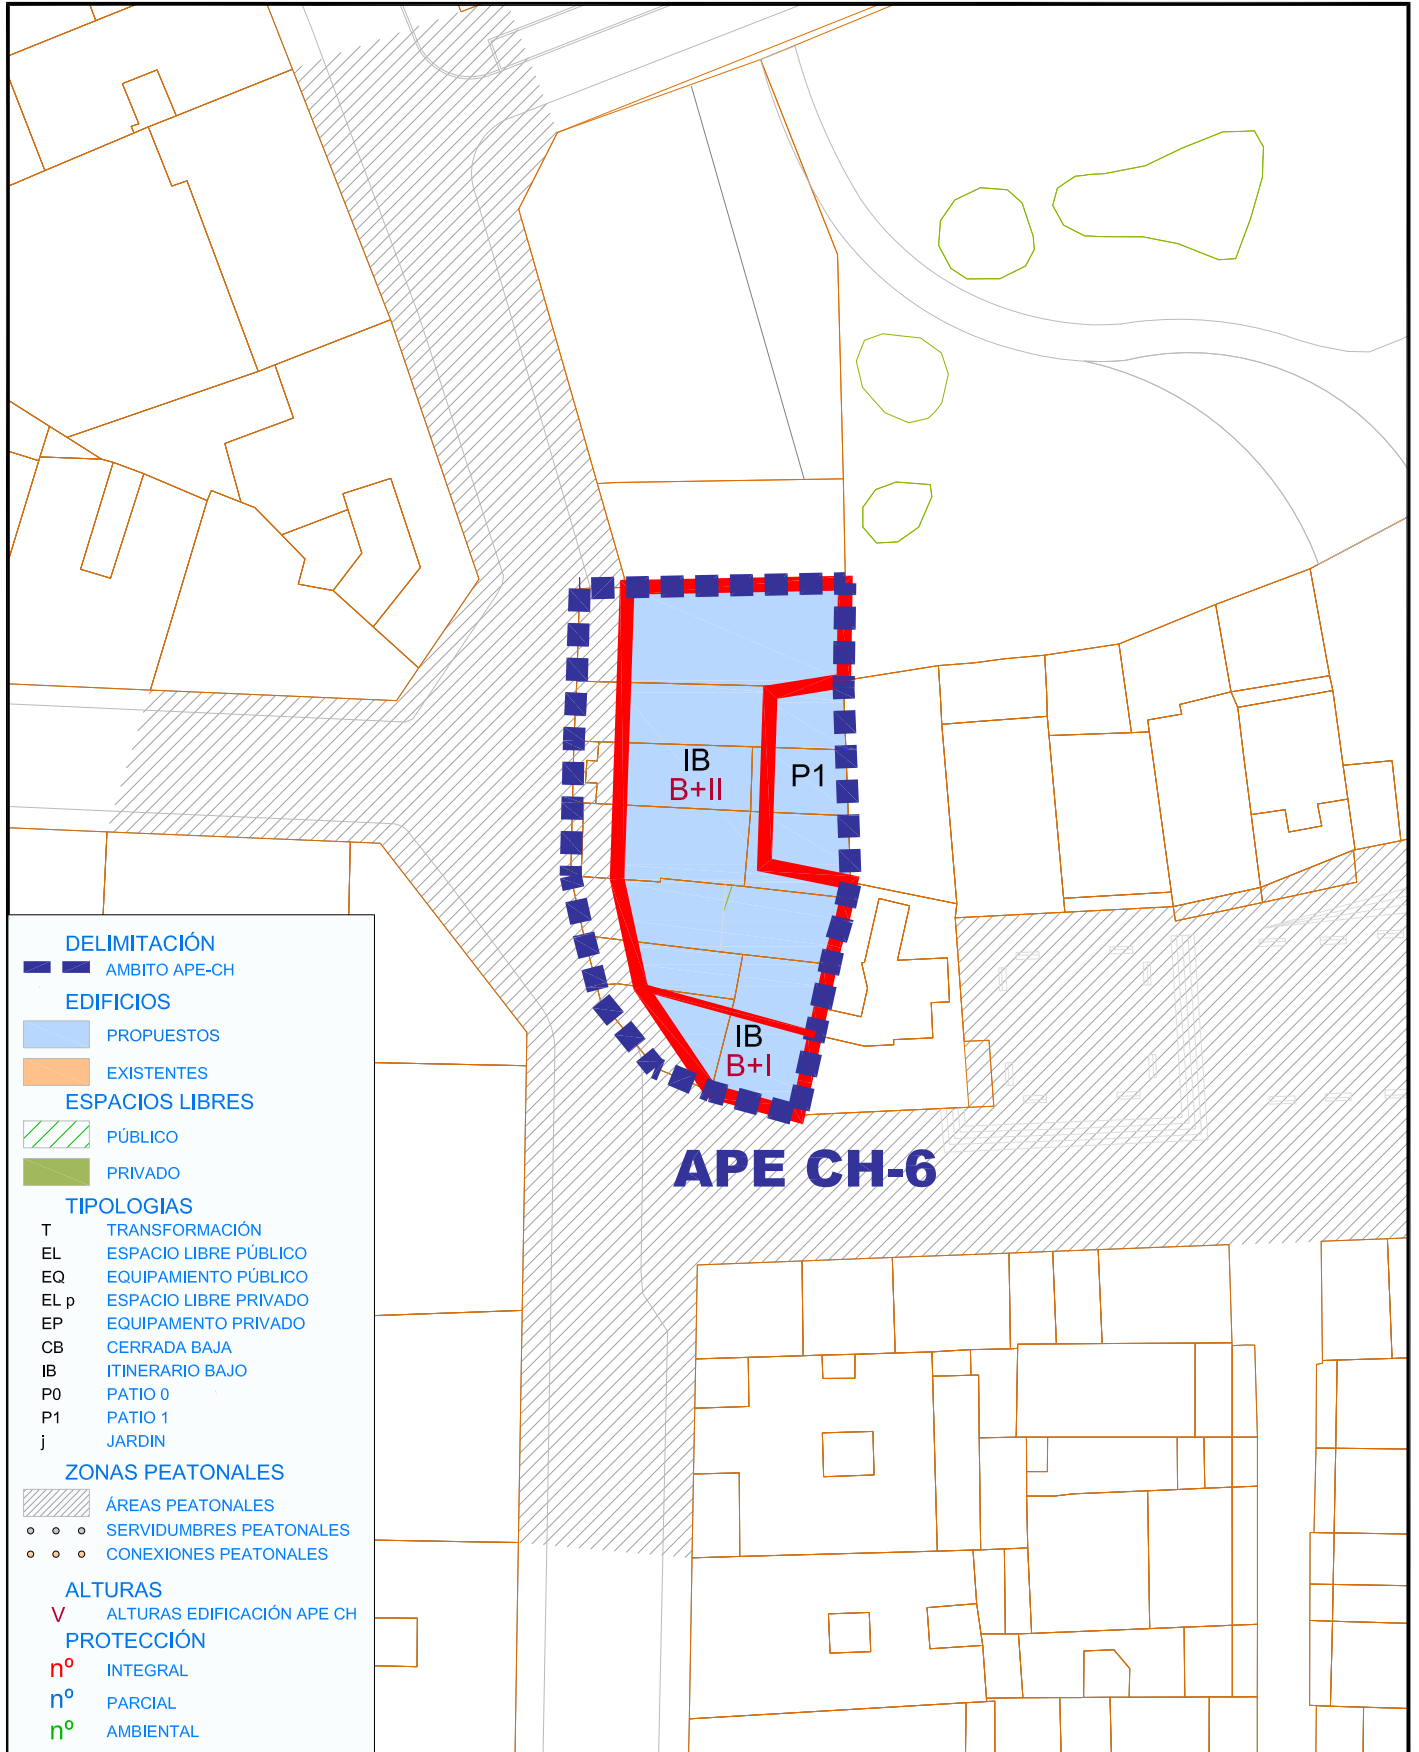 IB
B+II
P1
IB
B+I
APE CH-6
DELIMITACIÓN
AMBITO APE-CH
EDIFICIOS
PROPUESTOS
EXISTENTES
ESPACIOS LIBRES
PÚBLICO
PRIVADO
TIPOLOGIAS
T TRANSFORMACIÓN
EL ESPACIO LIBRE PÚBLICO
EQ EQUIPAMIENTO PÚBLICO
EL p ESPACIO LIBRE PRIVADO
EP EQUIPAMENTO PRIVADO
CB CERRADA BAJA
IB ITINERARIO BAJO
P0 PATIO 0
P1 PATIO 1
j JARDIN
ZONAS PEATONALES
ÁREAS PEATONALES
SERVIDUMBRES PEATONALES
CONEXIONES PEATONALES
ALTURAS
V ALTURAS EDIFICACIÓN APE CH
PROTECCIÓN
nº INTEGRAL
nº PARCIAL
nº AMBIENTAL